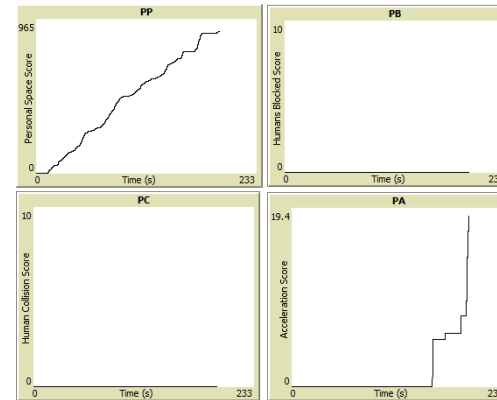 PP
965
Personal Space Score
0
0
Time (s)
233
PB
10
Humans Blocked Score
0
0
Time (s)
PC
10
Human Collision Score
0
0
Time (s)
233
PA
19.4
Acceleration Score
0
0
Time (s)